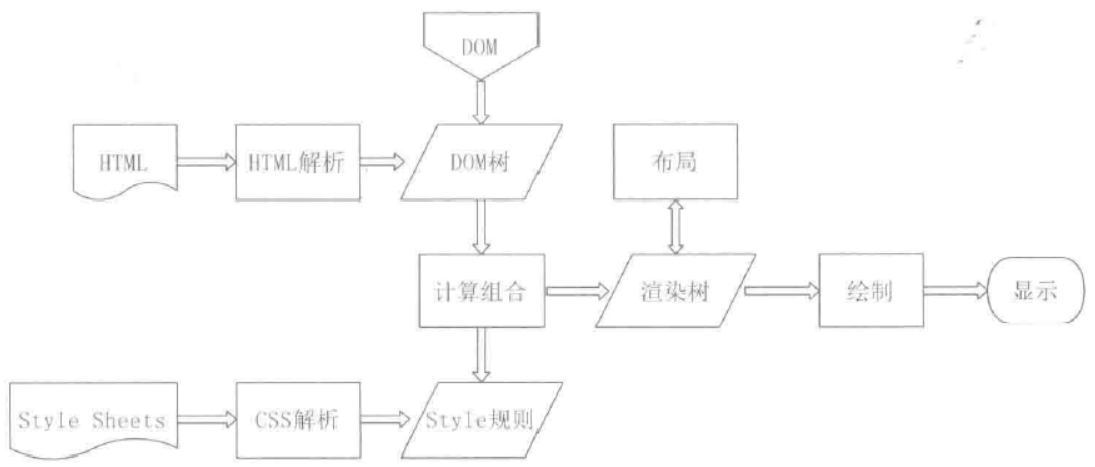 DOM
HTML
HTML解析
DOM树
布局
计算组合
渲染树
绘制
显示
Style Sheets
CSS解析
Style规则